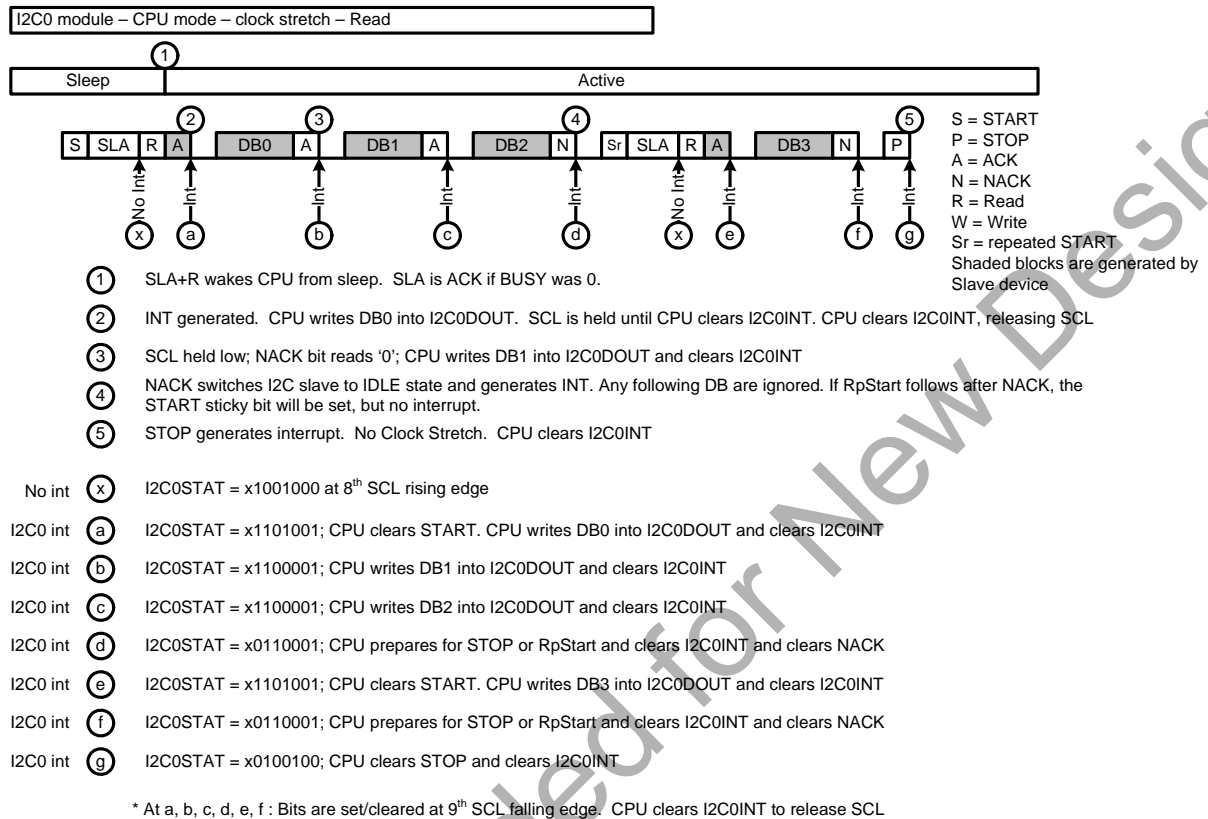 I2C0 module – CPU mode – clock stretch – Read
1
Sleep
Active
2
3
4
5
S SLA R A DB0 A DB1 A DB2 N Sr SLA R A DB3 N P
No Int Int Int Int Int No Int Int Int Int
x a b c d x e f g
S = START
P = STOP
A = ACK
N = NACK
R = Read
W = Write
Sr = repeated START
Shaded blocks are generated by
Slave device
1 SLA+R wakes CPU from sleep. SLA is ACK if BUSY was 0.
2 INT generated. CPU writes DB0 into I2C0DOUT. SCL is held until CPU clears I2C0INT. CPU clears I2C0INT, releasing SCL
3 SCL held low; NACK bit reads ‘0’; CPU writes DB1 into I2C0DOUT and clears I2C0INT
4 NACK switches I2C slave to IDLE state and generates INT. Any following DB are ignored. If RpStart follows after NACK, the
START sticky bit will be set, but no interrupt.
5 STOP generates interrupt. No Clock Stretch. CPU clears I2C0INT
No int x I2C0STAT = x1001000 at 8th SCL rising edge
I2C0 int a I2C0STAT = x1101001; CPU clears START. CPU writes DB0 into I2C0DOUT and clears I2C0INT
I2C0 int b I2C0STAT = x1100001; CPU writes DB1 into I2C0DOUT and clears I2C0INT
I2C0 int c I2C0STAT = x1100001; CPU writes DB2 into I2C0DOUT and clears I2C0INT
I2C0 int d I2C0STAT = x0110001; CPU prepares for STOP or RpStart and clears I2C0INT and clears NACK
I2C0 int e I2C0STAT = x1101001; CPU clears START. CPU writes DB3 into I2C0DOUT and clears I2C0INT
I2C0 int f I2C0STAT = x0110001; CPU prepares for STOP or RpStart and clears I2C0INT and clears NACK
I2C0 int g I2C0STAT = x0100100; CPU clears STOP and clears I2C0INT
* At a, b, c, d, e, f : Bits are set/cleared at 9th SCL falling edge. CPU clears I2C0INT to release SCL
ded for New Desig